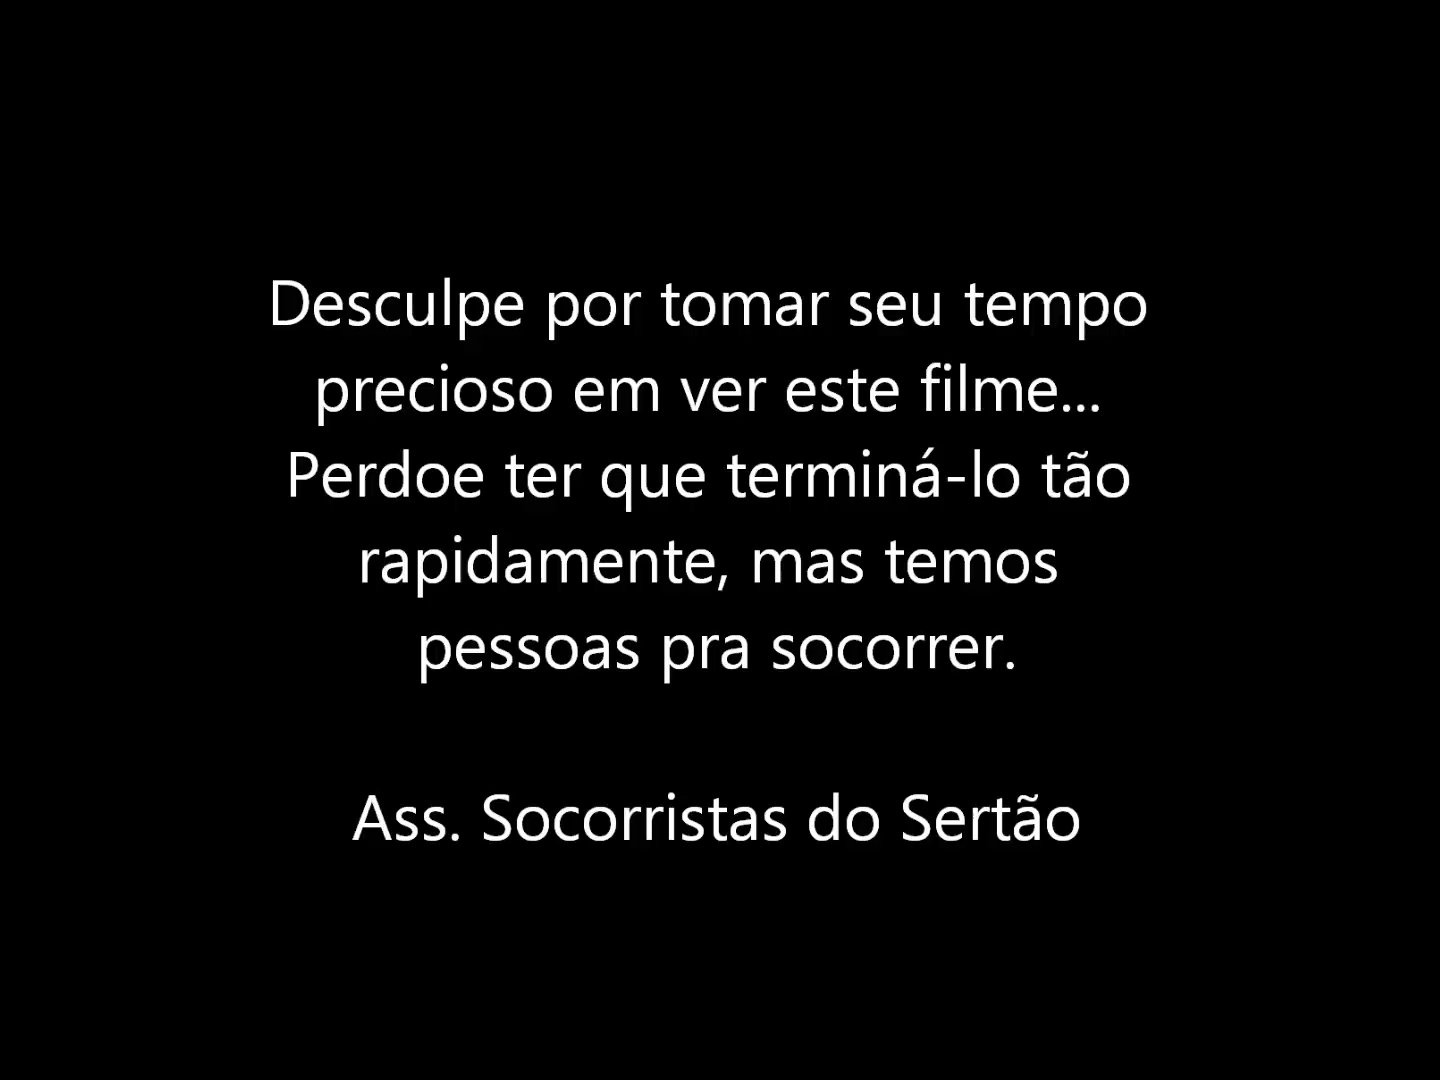 Desculpe por tomar seu tempo
precioso em ver este filme...
Perdoe ter que terminá-lo tão
rapidamente, mas temos
pessoas pra socorrer.
Ass. Socorristas do Sertão